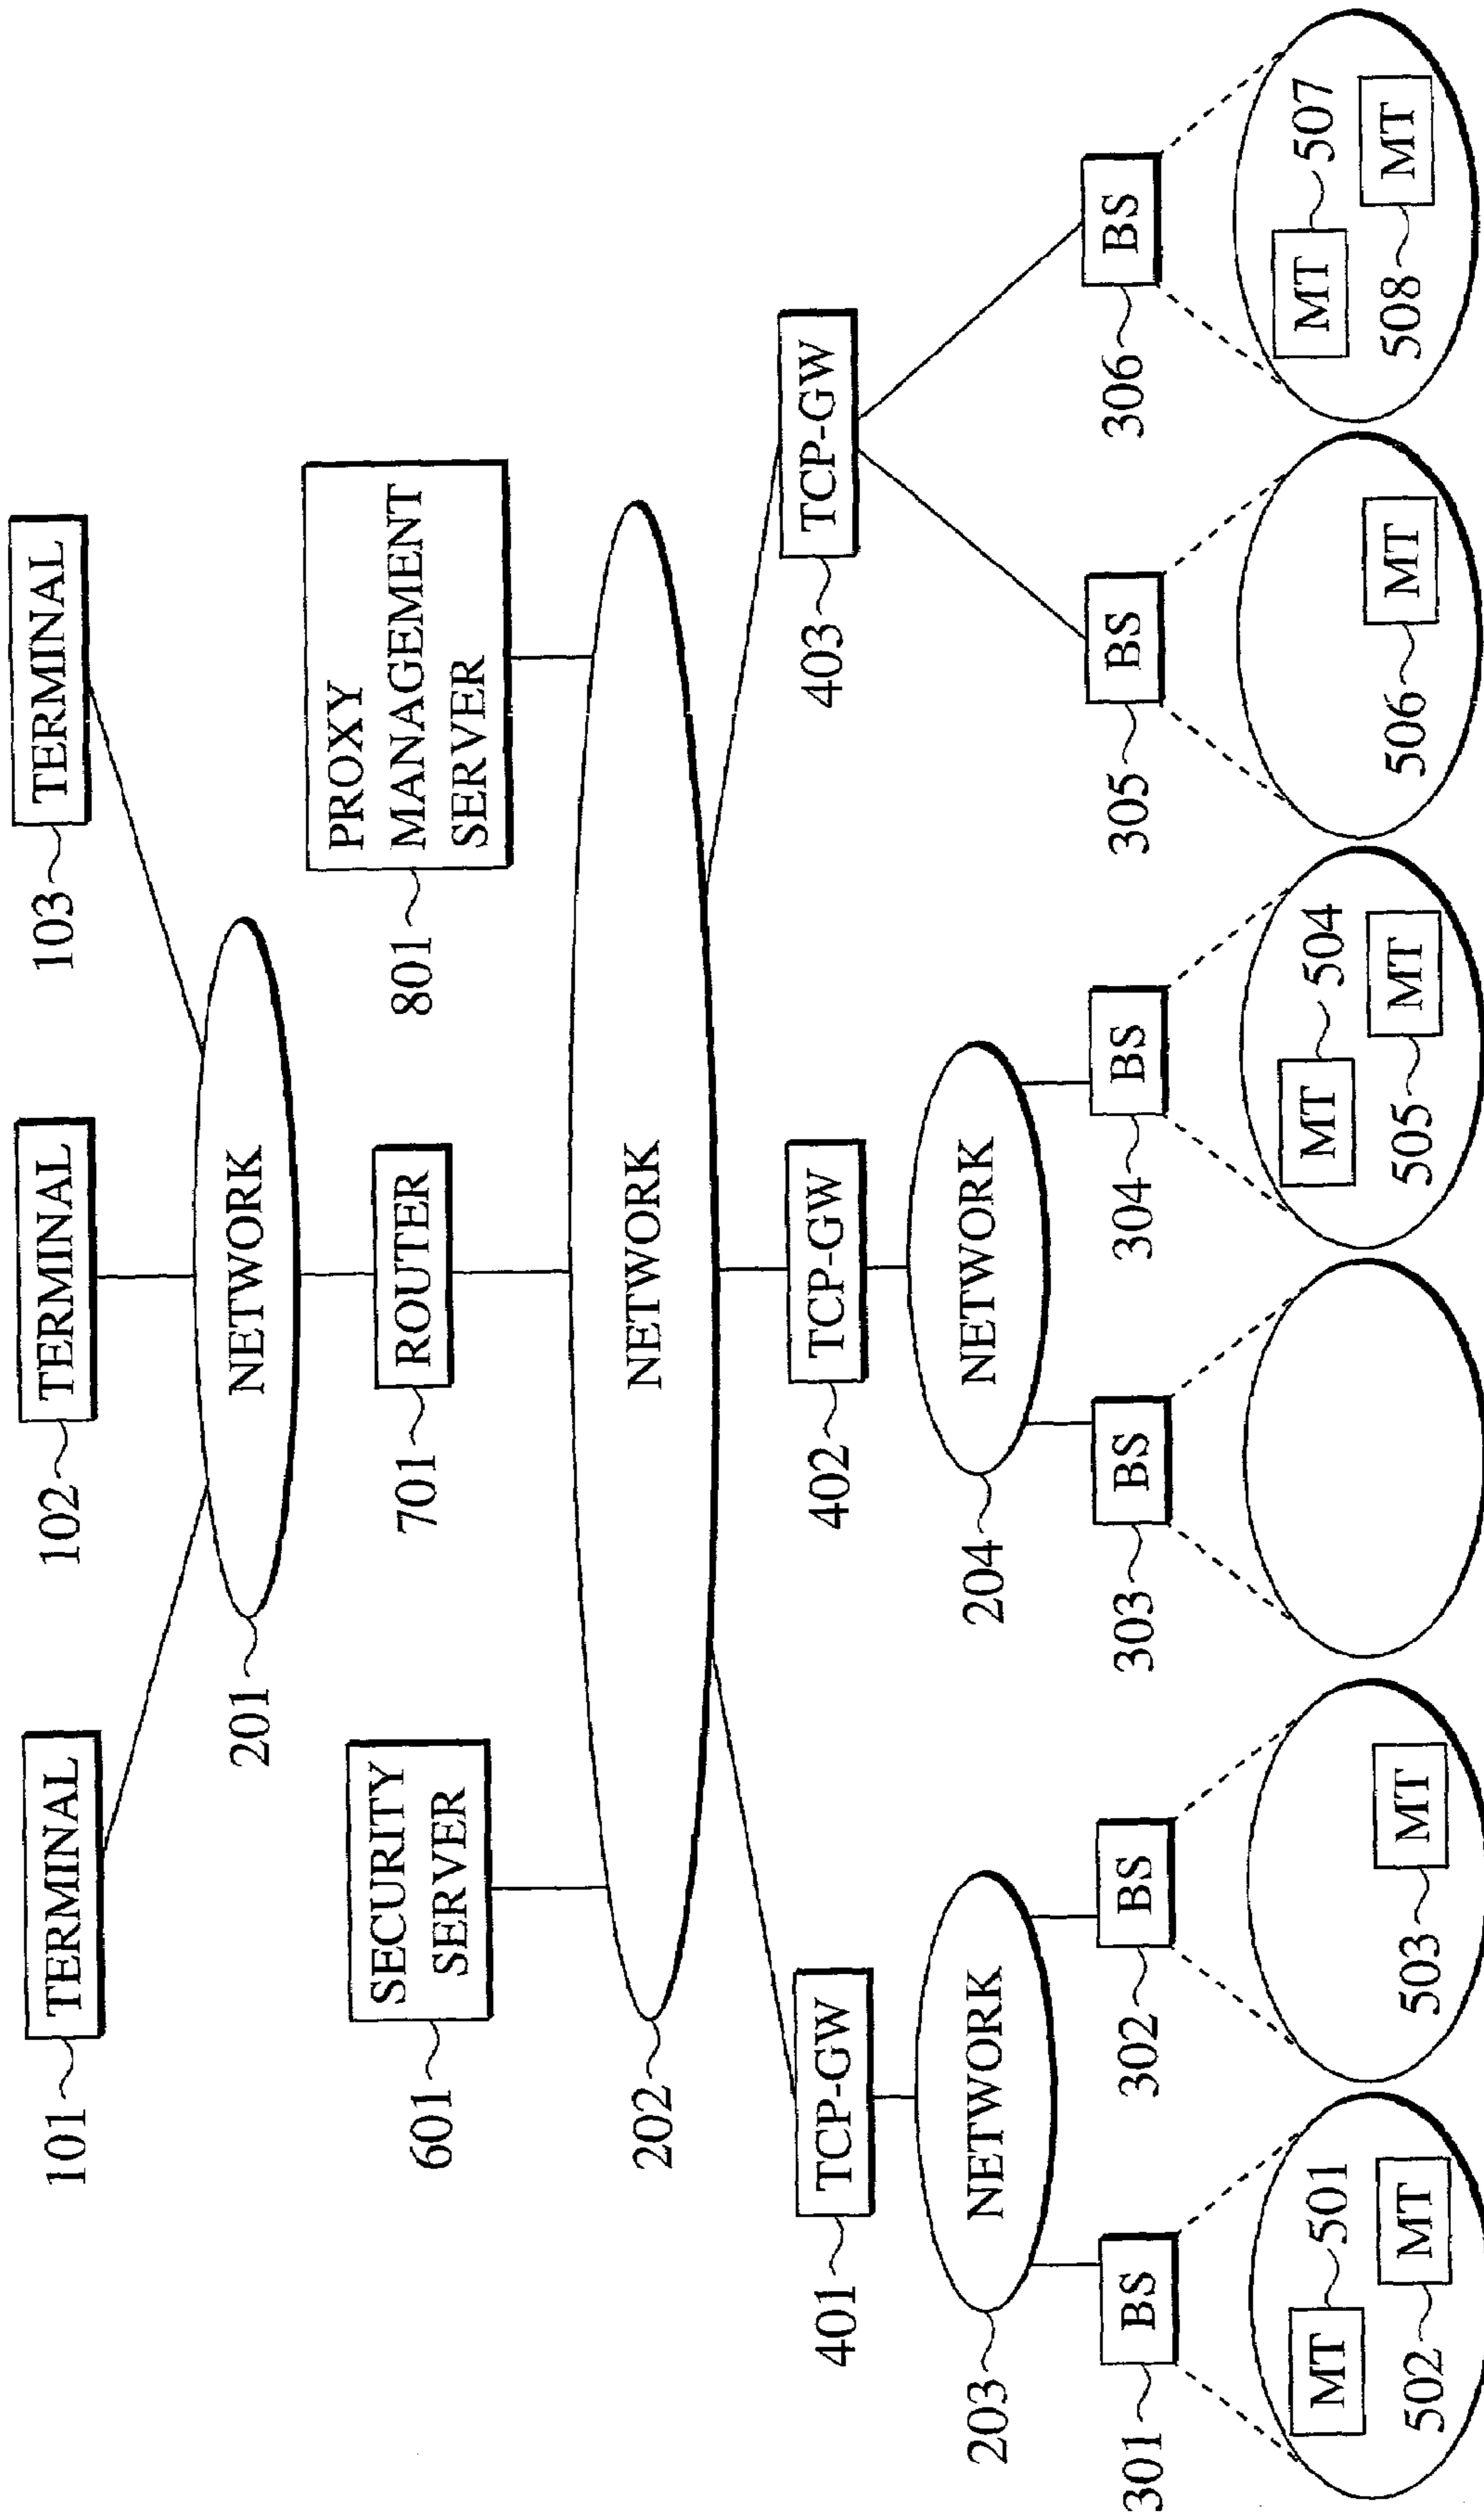 101
TERMINAL
102
TERMINAL
103
TERMINAL
201
NETWORK
601
SECURITY
SERVER
701
ROUTER
801
PROXY
MANAGEMENT
SERVER
202
NETWORK
401
TCP-GW
402
TCP-GW
403
TCP-GW
203
NETWORK
204
NETWORK
301
BS
302
BS
303
BS
304
BS
305
BS
306
BS
MT
501
502
MT
503
MT
MT
504
505
MT
506
MT
MT
507
508
MT